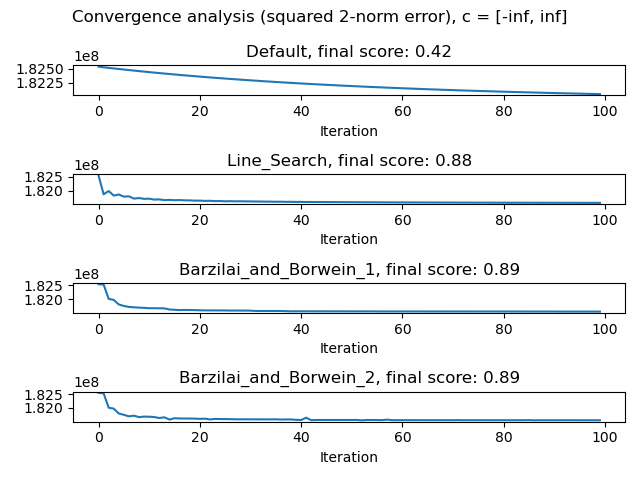 Convergence analysis (squared 2-norm error), c = [-inf, inf]
Default, final score: 0.42
1e8
1.8250
1.8225
0 20 40 60 80 100
Iteration
Line_Search, final score: 0.88
1e8
1.825
1.820
0 20 40 60 80 100
Iteration
Barzilai_and_Borwein_1, final score: 0.89
1e8
1.825
1.820
0 20 40 60 80 100
Iteration
Barzilai_and_Borwein_2, final score: 0.89
1e8
1.825
1.820
0 20 40 60 80 100
Iteration